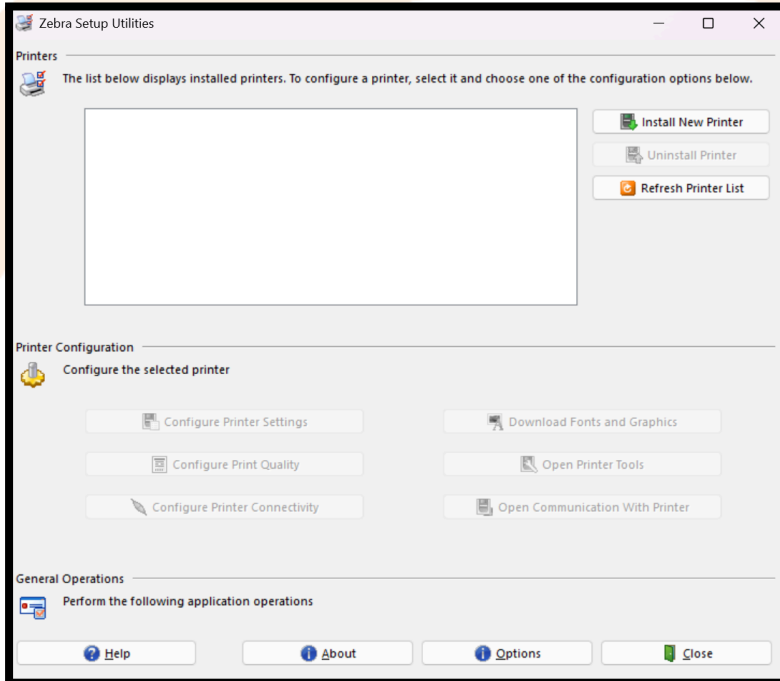 Zebra Setup Utilities
Printers
The list below displays installed printers. To configure a printer, select it and choose one of the configuration options below.
Install New Printer
Uninstall Printer
Refresh Printer List
Printer Configuration
Configure the selected printer
Configure Printer Settings
Download Fonts and Graphics
Configure Print Quality
Open Printer Tools
Configure Printer Connectivity
Open Communication With Printer
General Operations
Perform the following application operations
Help
About
Options
Close